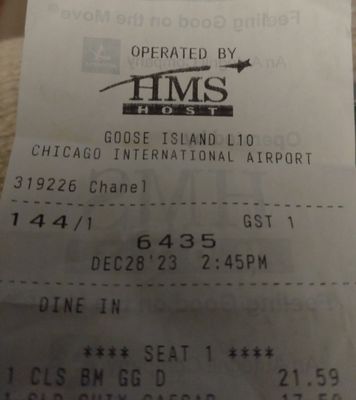 OPERATED BY
HMS
HOST
GOOSE ISLAND L10
CHICAGO INTERNATIONAL AIRPORT
319226 Chanel
144/1 GST 1
6435
DEC28'23 2:45PM
DINE IN
**** SEAT 1 ****
1 CLS BM GG D 21.59